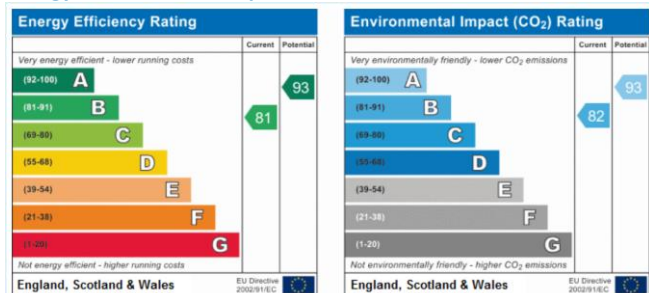 Energy Efficiency Rating
Current Potential
Very energy efficient - lower running costs
(92-100) A
93
(81-91) B
81
(69-80) C
(55-68) D
(39-54) E
(21-38) F
(1-20) G
Not energy efficient - higher running costs
England, Scotland & Wales
EU Directive
2002/91/EC
Environmental Impact (CO₂) Rating
Current Potential
Very environmentally friendly - lower CO₂ emissions
(92-100) A
93
(81-91) B
82
(69-80) C
(55-68) D
(39-54) E
(21-38) F
(1-20) G
Not environmentally friendly - higher CO₂ emissions
England, Scotland & Wales
EU Directive
2002/91/EC